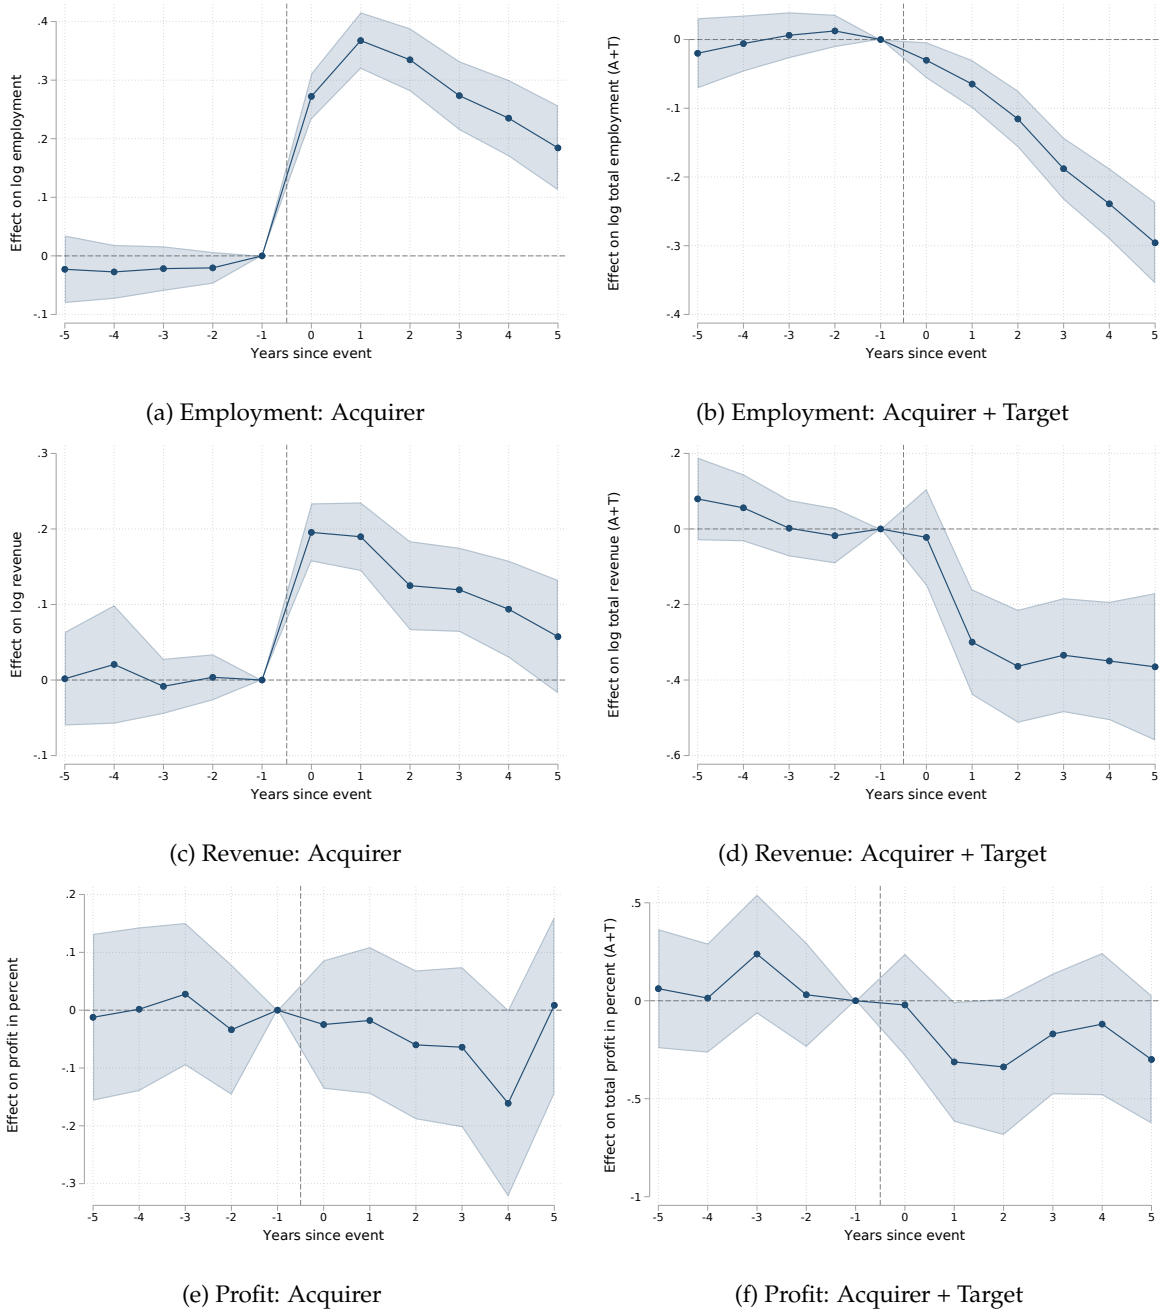 Effect on log employment
.4
.3
.2
.1
0
-.1
-5 -4 -3 -2 -1 0 1 2 3 4 5
Years since event
(a) Employment: Acquirer
Effect on log total employment (A+T)
0
-.1
-.2
-.3
-.4
-5 -4 -3 -2 -1 0 1 2 3 4 5
Years since event
(b) Employment: Acquirer + Target
Effect on log revenue
.3
.2
.1
0
-.1
-5 -4 -3 -2 -1 0 1 2 3 4 5
Years since event
(c) Revenue: Acquirer
Effect on log total revenue (A+T)
.2
0
-.2
-.4
-.6
-5 -4 -3 -2 -1 0 1 2 3 4 5
Years since event
(d) Revenue: Acquirer + Target
Effect on profit in percent
.2
.1
0
-.1
-.2
-.3
-5 -4 -3 -2 -1 0 1 2 3 4 5
Years since event
(e) Profit: Acquirer
Effect on total profit in percent (A+T)
.5
0
-.5
-1
-5 -4 -3 -2 -1 0 1 2 3 4 5
Years since event
(f) Profit: Acquirer + Target